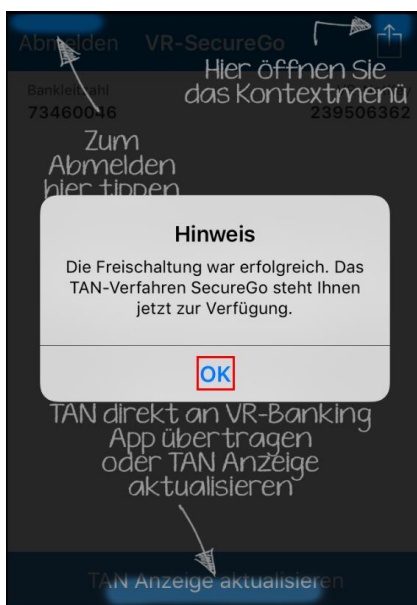 Abmelden VR-SecureGo
Hier öffnen Sie
das Kontextmenü
Bankleitzahl
73460046 239506362
Zum
Abmelden
hier tippen
Hinweis
Die Freischaltung war erfolgreich. Das
TAN-Verfahren SecureGo steht Ihnen
jetzt zur Verfügung.
OK
TAN direkt an VR-Banking
App übertragen
oder TAN Anzeige
aktualisieren
TAN Anzeige aktualisieren